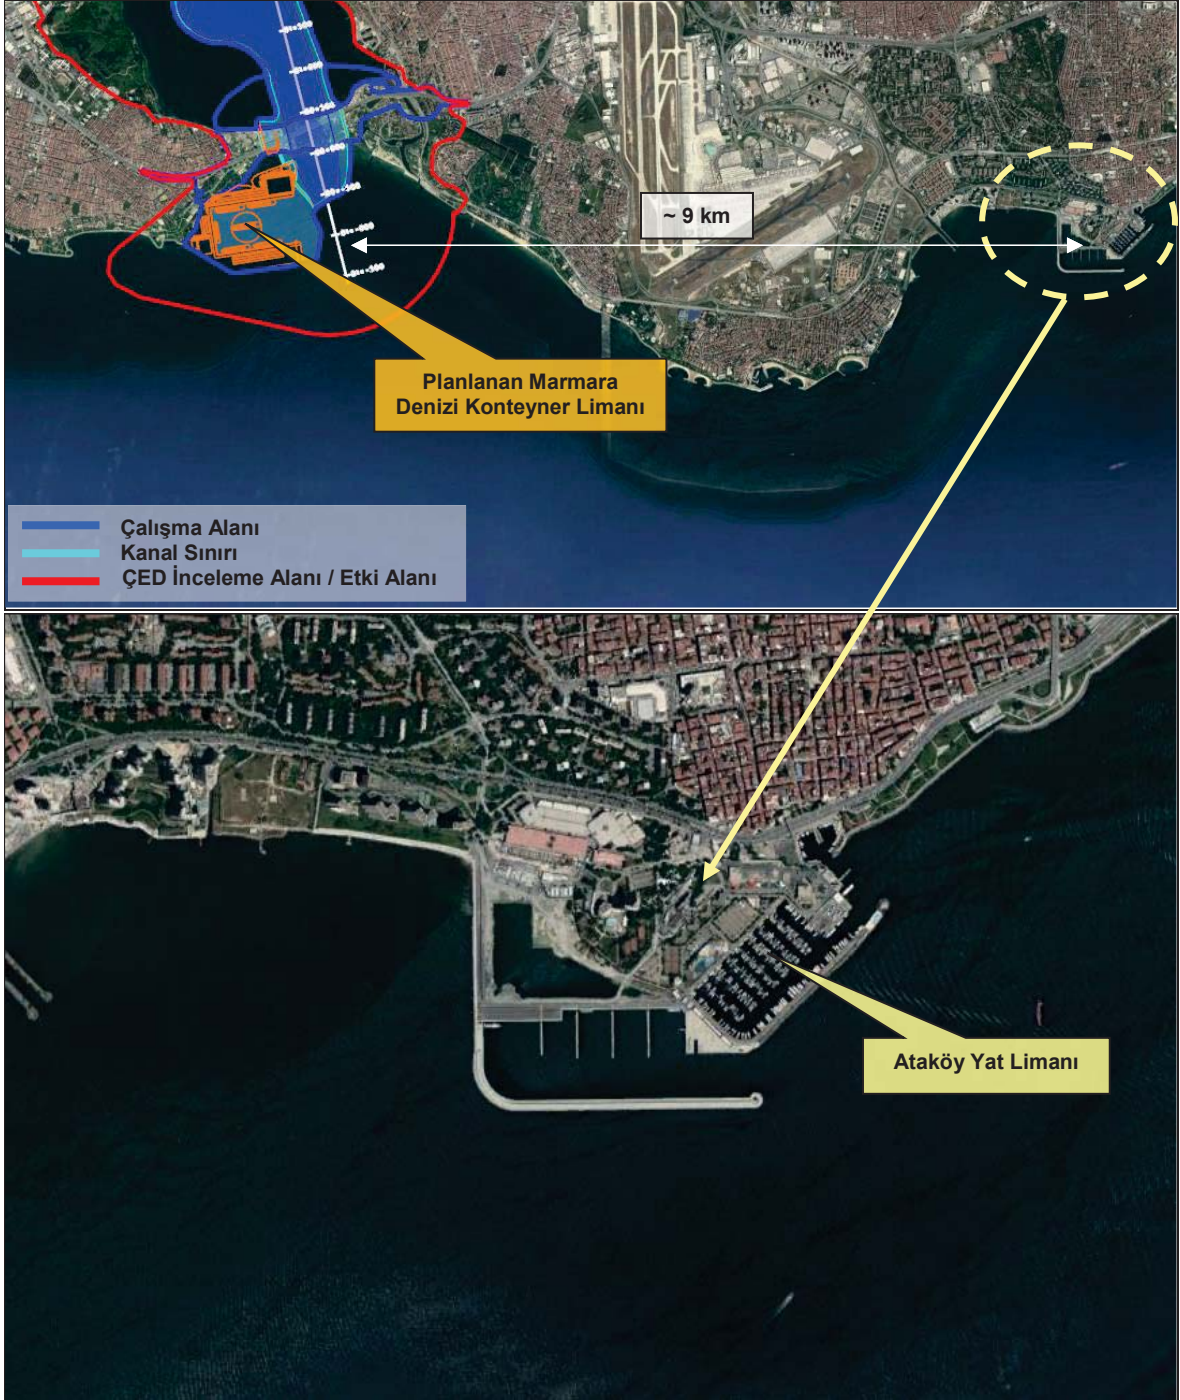 ~ 9 km
Planlanan Marmara
Denizi Konteyner Limanı
Çalışma Alanı
Kanal Sınırı
ÇED İnceleme Alanı / Etki Alanı
Ataköy Yat Limanı